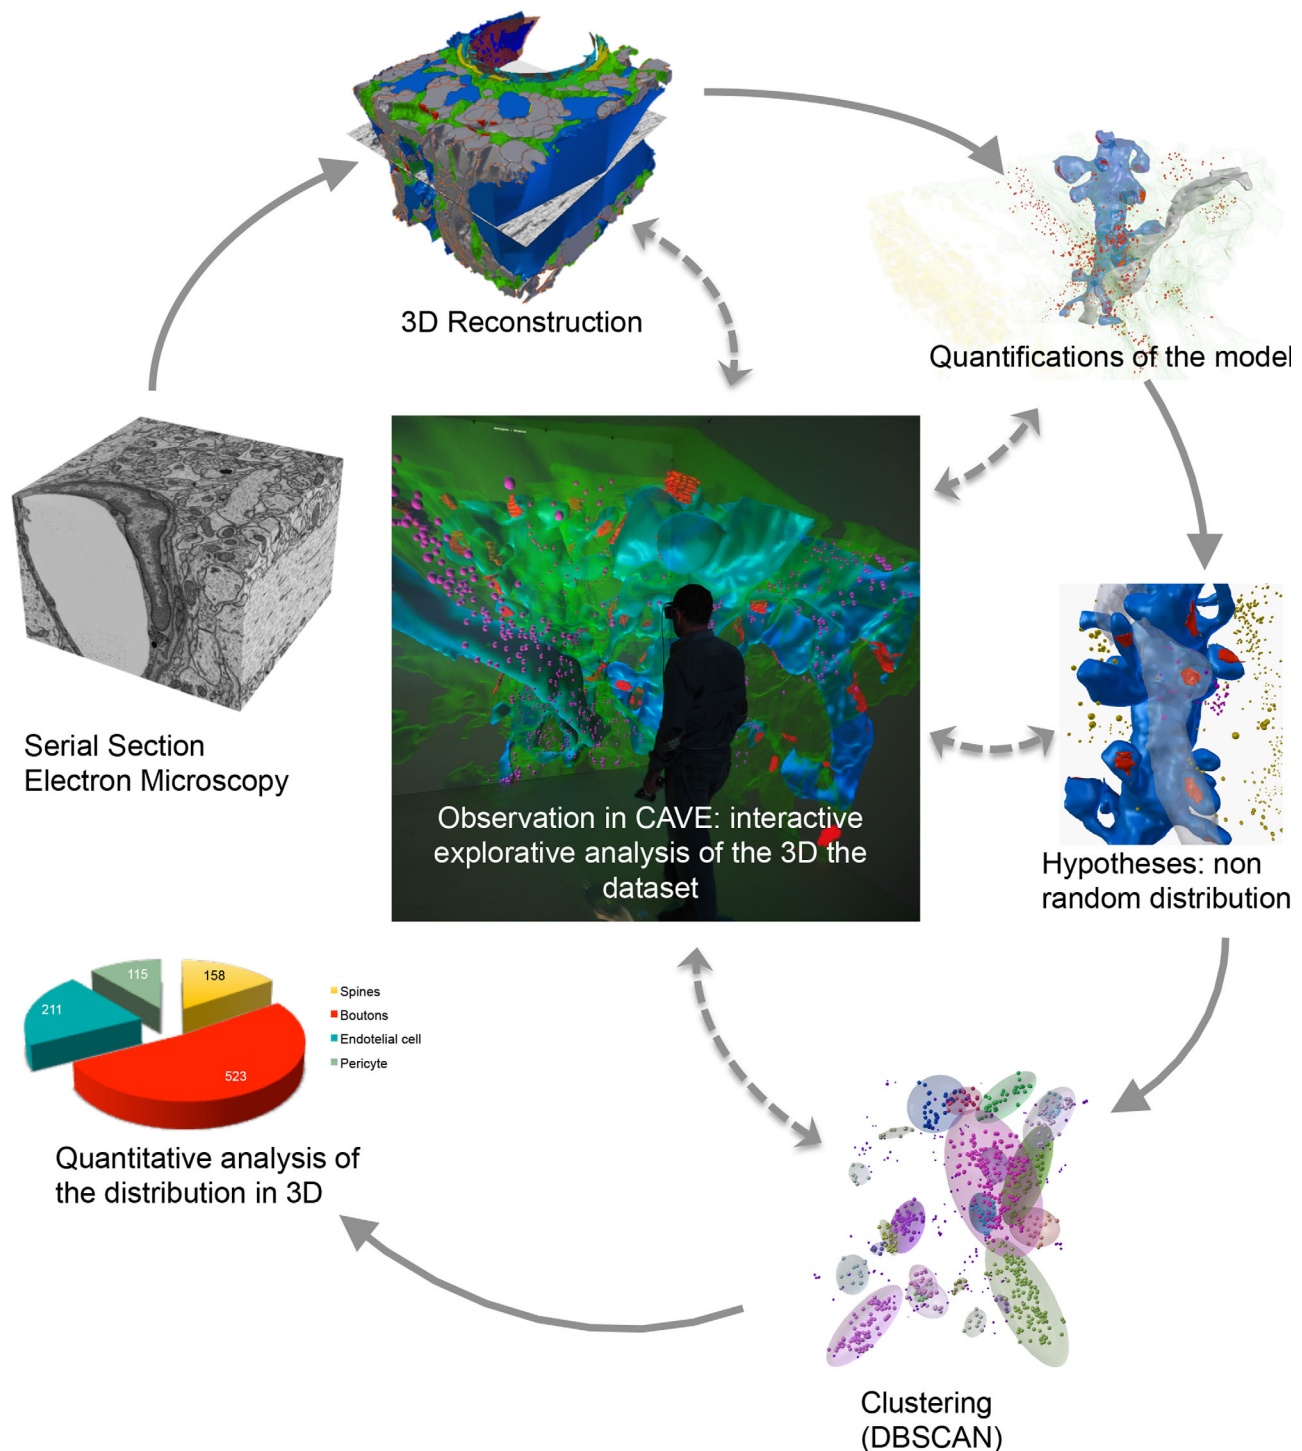 3D Reconstruction
Quantifications of the model
Serial Section
Electron Microscopy
Observation in CAVE: interactive
explorative analysis of the 3D the
dataset
Hypotheses: non
random distribution
115
158
211
523
Spines
Boutons
Endotelial cell
Pericyte
Quantitative analysis of
the distribution in 3D
Clustering
(DBSCAN)